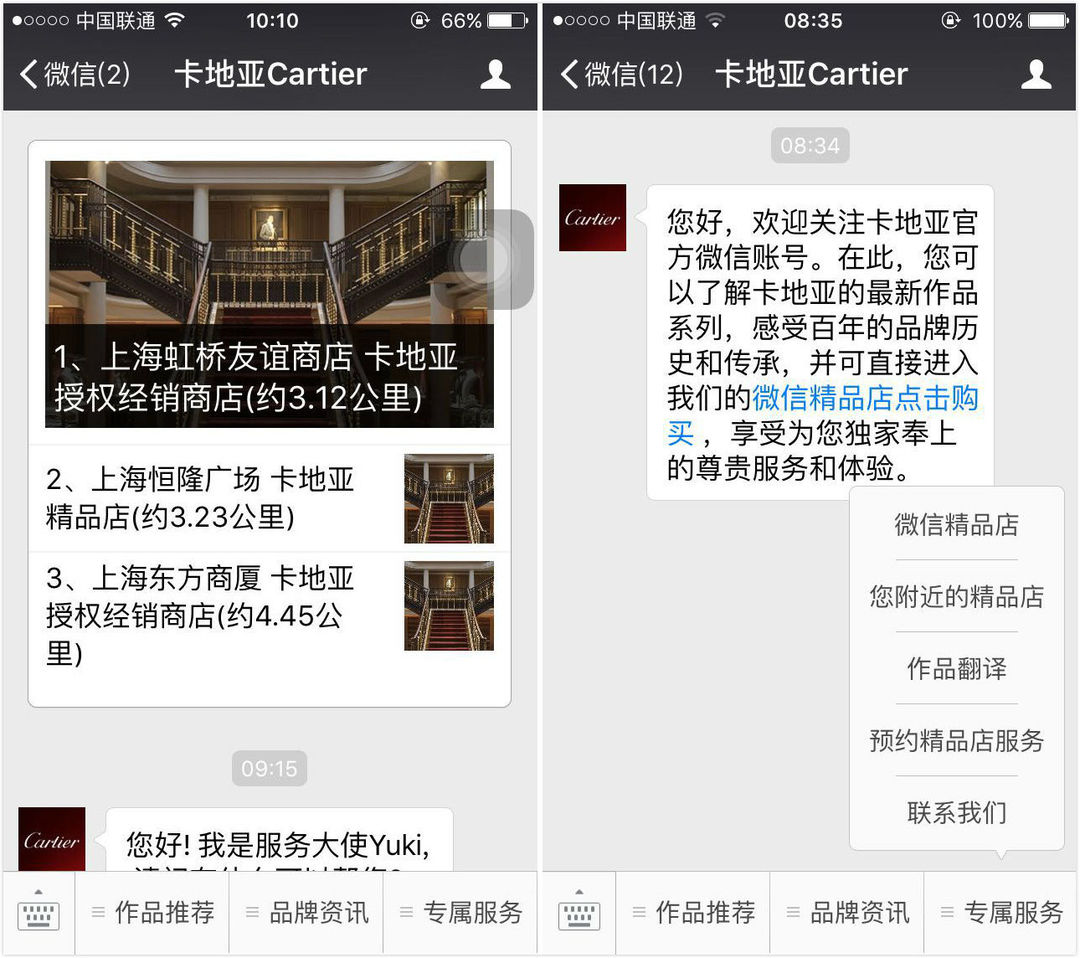 中国联通 10:10 66%
微信(2) 卡地亚Cartier
1、上海虹桥友谊商店 卡地亚
授权经销商店(约3.12公里)
2、上海恒隆广场 卡地亚
精品店(约3.23公里)
3、上海东方商厦 卡地亚
授权经销商店(约4.45公
里)
09:15
Cartier
您好! 我是服务大使Yuki,
作品推荐 品牌资讯 专属服务
中国联通 08:35 100%
微信(12) 卡地亚Cartier
08:34
Cartier
您好，欢迎关注卡地亚官
方微信账号。在此，您可
以了解卡地亚的最新作品
系列，感受百年的品牌历
史和传承，并可直接进入
我们的微信精品店点击购
买 ，享受为您独家奉上
的尊贵服务和体验。
微信精品店
您附近的精品店
作品翻译
预约精品店服务
联系我们
作品推荐 品牌资讯 专属服务